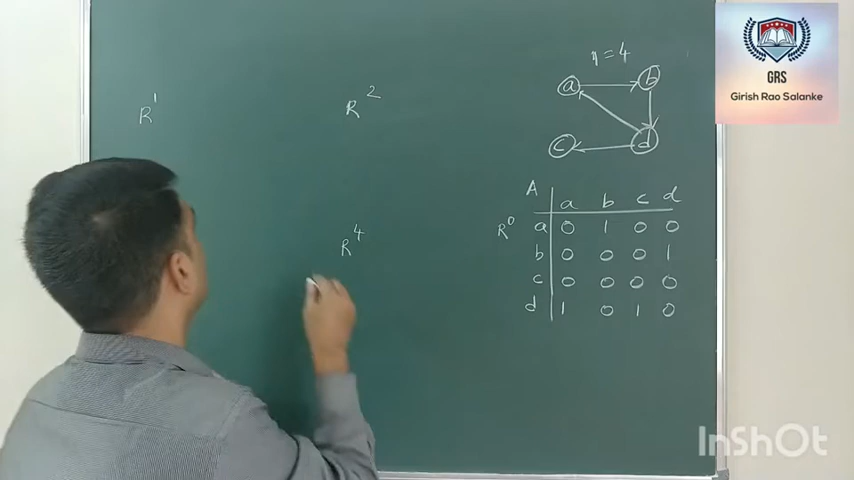 η = 4
a b
c d
R¹ R²
R⁴
A a b c d
R⁰ a 0 1 0 0
b 0 0 0 1
c 0 0 0 0
d 1 0 1 0
GRS
Girish Rao Salanke
InShOt